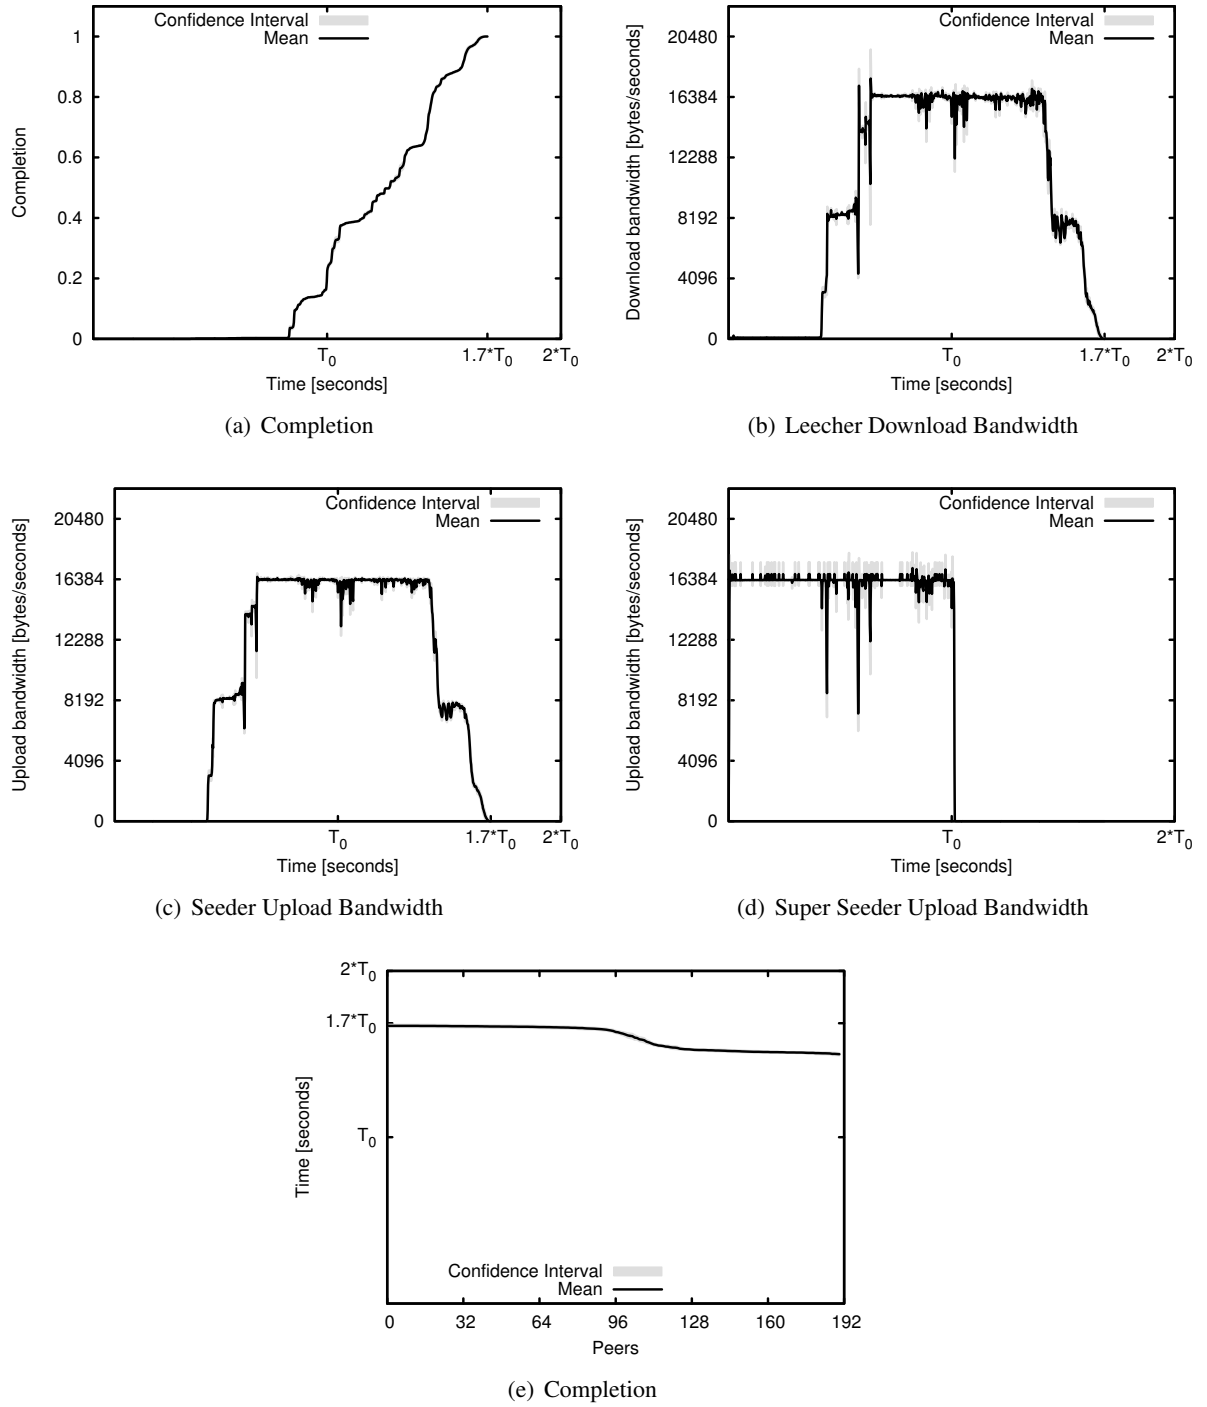 Confidence Interval
Mean
1
0.8
0.6
0.4
0.2
0
Completion
T0
1.7*T0
2*T0
Time [seconds]
(a) Completion
Confidence Interval
Mean
20480
16384
12288
8192
4096
0
Download bandwidth [bytes/seconds]
T0
1.7*T0
2*T0
Time [seconds]
(b) Leecher Download Bandwidth
Confidence Interval
Mean
20480
16384
12288
8192
4096
0
Upload bandwidth [bytes/seconds]
T0
1.7*T0
2*T0
Time [seconds]
(c) Seeder Upload Bandwidth
Confidence Interval
Mean
20480
16384
12288
8192
4096
0
Upload bandwidth [bytes/seconds]
T0
2*T0
Time [seconds]
(d) Super Seeder Upload Bandwidth
2*T0
1.7*T0
T0
Time [seconds]
Confidence Interval
Mean
0 32 64 96 128 160 192
Peers
(e) Completion